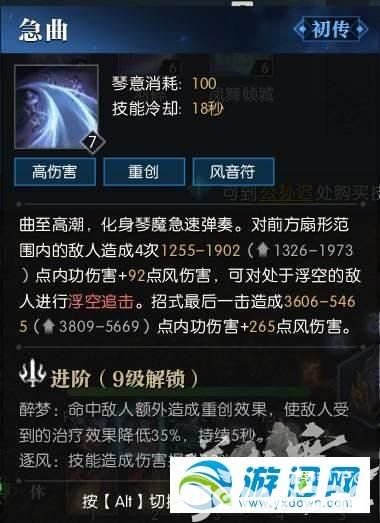 急曲
初传
琴意消耗: 100
技能冷却: 18秒
7
高伤害 重创 风音符
曲至高潮，化身琴魔急速弹奏。对前方扇形范
围内的敌人造成4次1255-1902（1326-1973
）点内功伤害+92点风伤害，可对处于浮空的敌
人进行浮空追击。招式最后一击造成3606-546
5（3809-5669）点内功伤害+265点风伤害。
进阶（9级解锁）
醉梦：命中敌人额外造成重创效果，使敌人受
到的治疗效果降低35%，持续5秒。
逐风：技能造成伤害
按【Alt】切
游闻网
www.yxdown.com